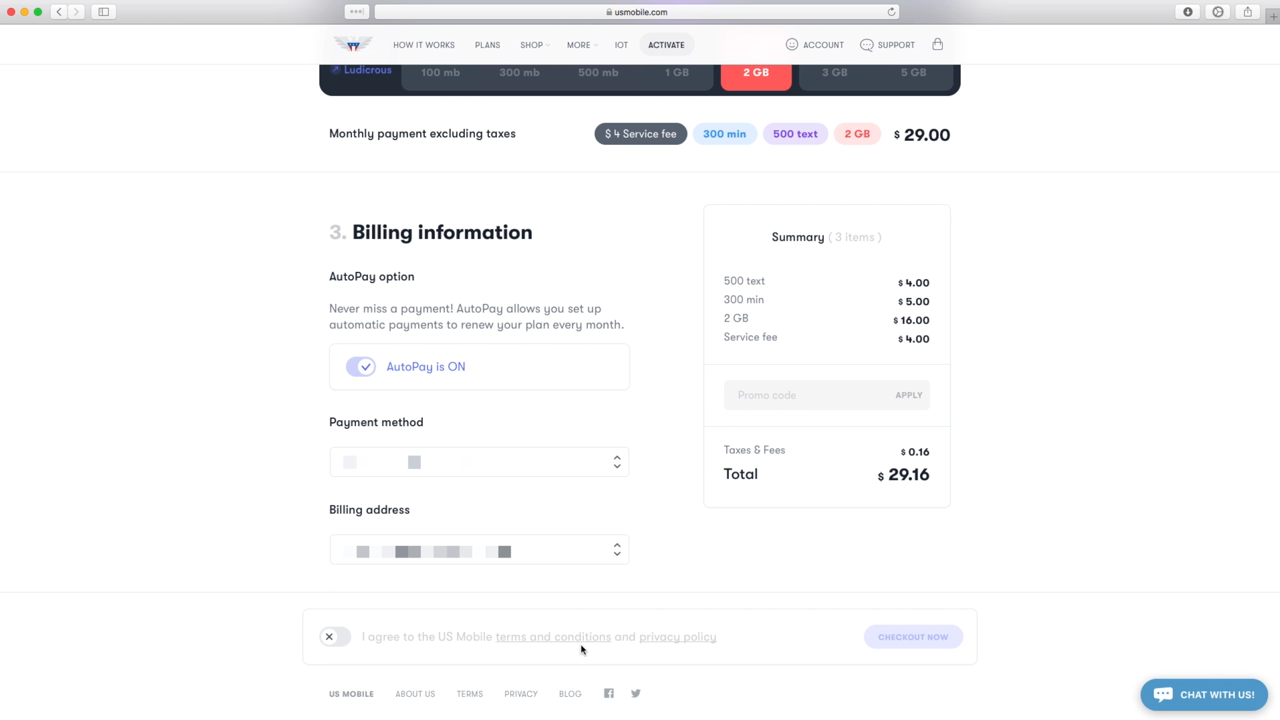 usmobile.com
HOW IT WORKS PLANS SHOP MORE IOT ACTIVATE ACCOUNT SUPPORT
Ludicrous 100 mb 300 mb 500 mb 1 GB 2 GB 3 GB 5 GB
Monthly payment excluding taxes $ 4 Service fee 300 min 500 text 2 GB $ 29.00
3. Billing information
AutoPay option
Never miss a payment! AutoPay allows you set up
automatic payments to renew your plan every month.
AutoPay is ON
Payment method
Billing address
Summary ( 3 items )
500 text $ 4.00
300 min $ 5.00
2 GB $ 16.00
Service fee $ 4.00
Promo code APPLY
Taxes & Fees $ 0.16
Total $ 29.16
I agree to the US Mobile terms and conditions and privacy policy CHECKOUT NOW
US MOBILE ABOUT US TERMS PRIVACY BLOG
CHAT WITH US!